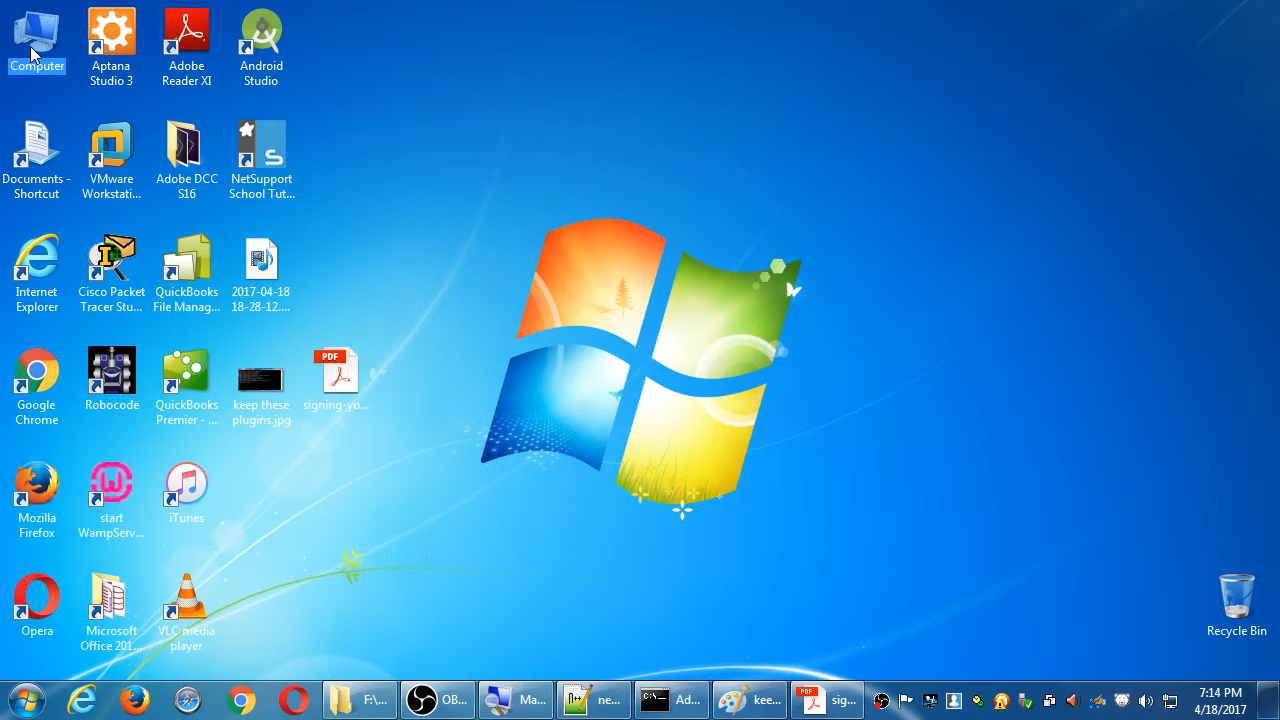 Computer
Aptana
Studio 3
Adobe
Reader XI
Android
Studio
Documents -
Shortcut
VMware
Workstati...
Adobe DCC
S16
S
NetSupport
School Tut...
Internet
Explorer
Cisco Packet
Tracer Stu...
QuickBooks
File Manag...
2017-04-18
18-28-12....
Google
Chrome
Robocode
QuickBooks
Premier - ...
keep these
plugins.jpg
PDF
signing-yo...
Mozilla
Firefox
start
WampServ...
iTunes
Opera
Microsoft
Office 201...
VLC media
player
Recycle Bin
F:\...
OB...
Ma...
ne...
C:\.
Ad...
kee...
PDF
sig...
7:14 PM
4/18/2017